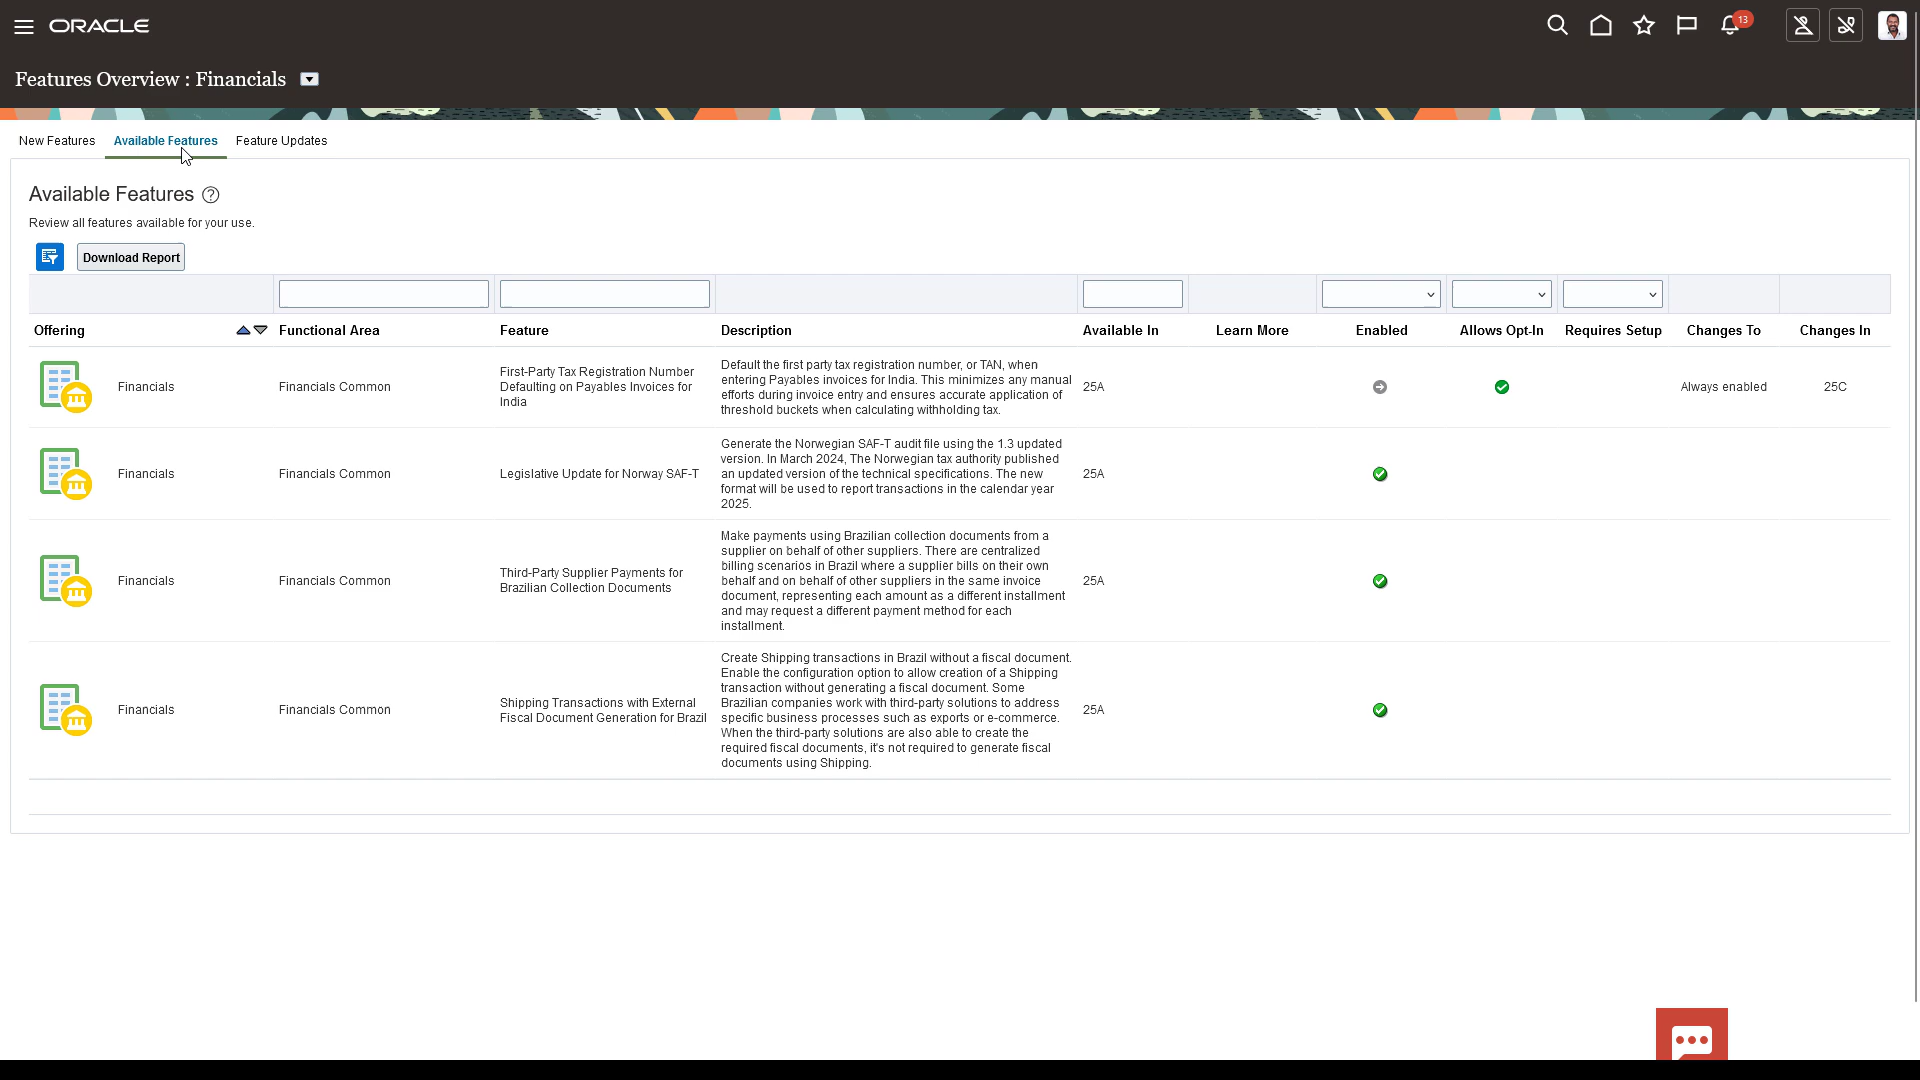 ORACLE
13
Features Overview : Financials
New Features
Available Features
Feature Updates
Available Features
Review all features available for your use.
Download Report
Offering
Functional Area
Feature
Description
Available In
Learn More
Enabled
Allows Opt-In
Requires Setup
Changes To
Changes In
Financials
Financials Common
First-Party Tax Registration Number
Defaulting on Payables Invoices for
India
Default the first party tax registration number, or TAN, when
entering Payables invoices for India. This minimizes any manual
efforts during invoice entry and ensures accurate application of
threshold buckets when calculating withholding tax.
25A
Always enabled
25C
Financials
Financials Common
Legislative Update for Norway SAF-T
Generate the Norwegian SAF-T audit file using the 1.3 updated
version. In March 2024, The Norwegian tax authority published
an updated version of the technical specifications. The new
format will be used to report transactions in the calendar year
2025.
25A
Financials
Financials Common
Third-Party Supplier Payments for
Brazilian Collection Documents
Make payments using Brazilian collection documents from a
supplier on behalf of other suppliers. There are centralized
billing scenarios in Brazil where a supplier bills on their own
behalf and on behalf of other suppliers in the same invoice
document, representing each amount as a different installment
and may request a different payment method for each
installment.
25A
Financials
Financials Common
Shipping Transactions with External
Fiscal Document Generation for Brazil
Create Shipping transactions in Brazil without a fiscal document.
Enable the configuration option to allow creation of a Shipping
transaction without generating a fiscal document. Some
Brazilian companies work with third-party solutions to address
specific business processes such as exports or e-commerce.
When the third-party solutions are also able to create the
required fiscal documents, it's not required to generate fiscal
documents using Shipping.
25A